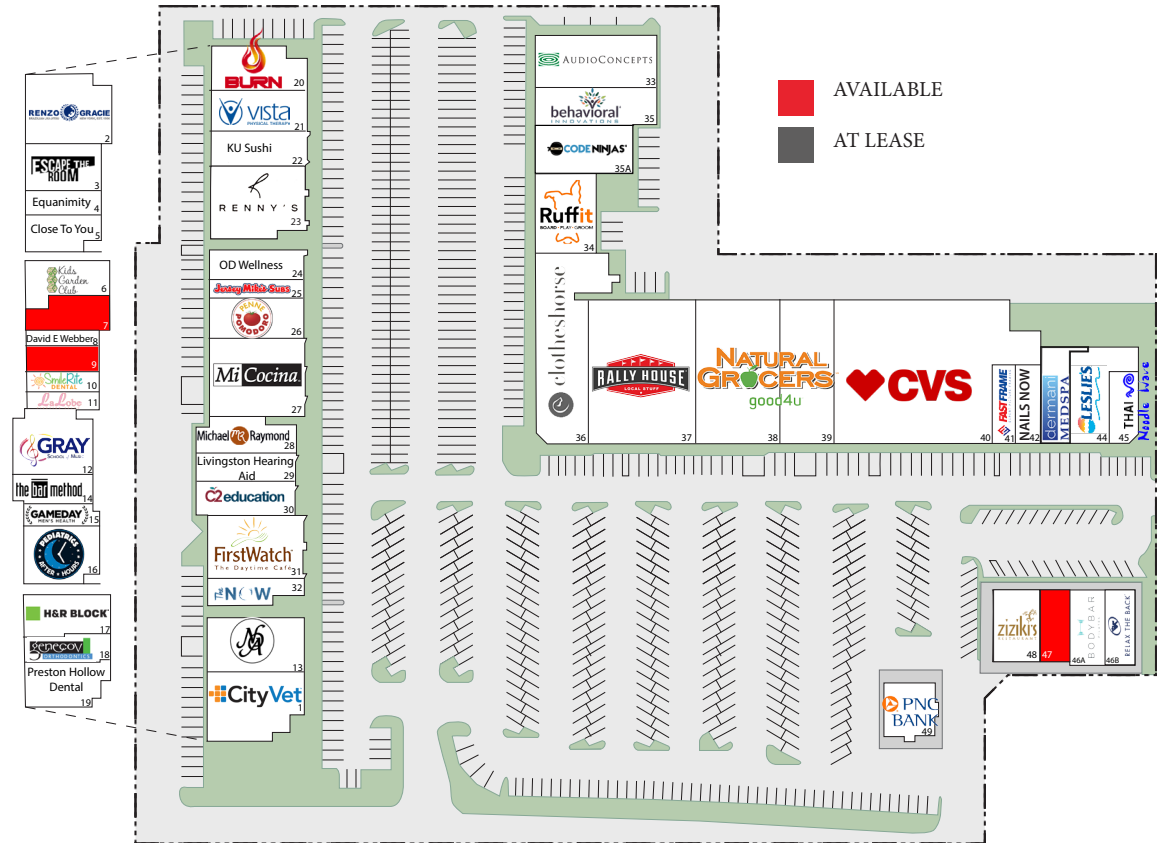 RENZO GRACIE
2
ESCAPE THE
ROOM
3
Equanimity
4
Close To You
5
Kids
Garden
Club
6
7
David E Webber
8
9
SmileRite
DENTAL
10
LaLobe
11
GRAY
SCHOOL of MUSIC
12
the bar method
14
GAMEDAY
MEN'S HEALTH
15
PEDIATRICS
AFTER HOURS
16
H&R BLOCK
17
genecov
ORTHODONTICS
18
Preston Hollow
Dental
19
BURN
20
vista
PHYSICAL THERAPY
21
KU Sushi
22
R
RENNY'S
23
OD Wellness
24
Jersey Mike's Subs
25
PENNE
POMODORO
26
Mi Cocina
27
Michael MR Raymond
28
Livingston Hearing
Aid
29
C2 education
30
FirstWatch
The Daytime Cafe
31
THE NOW
32
13
CityVet
1
AUDIOCONCEPTS
33
behavioral
INNOVATIONS
35
CODE NINJAS
35A
Ruffit
BOARD • PLAY • GROOM
34
clotheshorse
36
RALLY HOUSE
LOCAL STUFF
37
NATURAL
GROCERS
good4u
38
39
CVS
40
FASTFRAME
41
NAILS NOW
42
dermani
MEDSPA
LESLIE'S
44
THAI
Noodle Wave
45
AVAILABLE
AT LEASE
ziziki's
RESTAURANT
48
47
BODYBAR
46A
RELAX THE BACK
46B
PNC
BANK
49